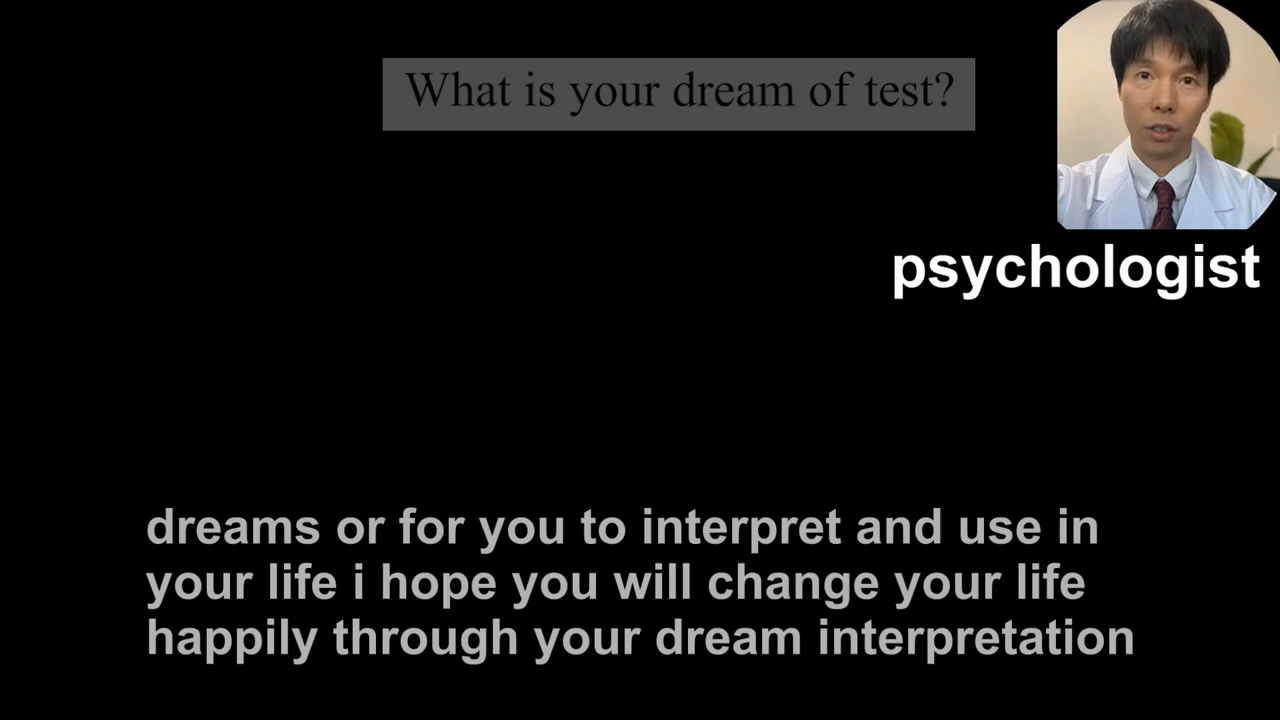 What is your dream of test?
psychologist
dreams or for you to interpret and use in
your life i hope you will change your life
happily through your dream interpretation